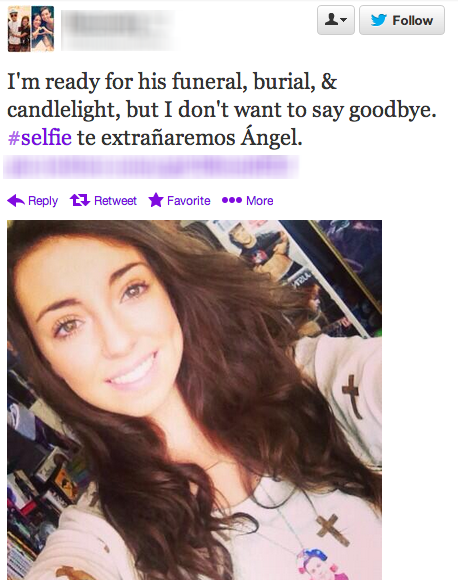 Follow
I'm ready for his funeral, burial, &
candlelight, but I don't want to say goodbye.
#selfie te extrañaremos Ángel.
Reply Retweet Favorite More